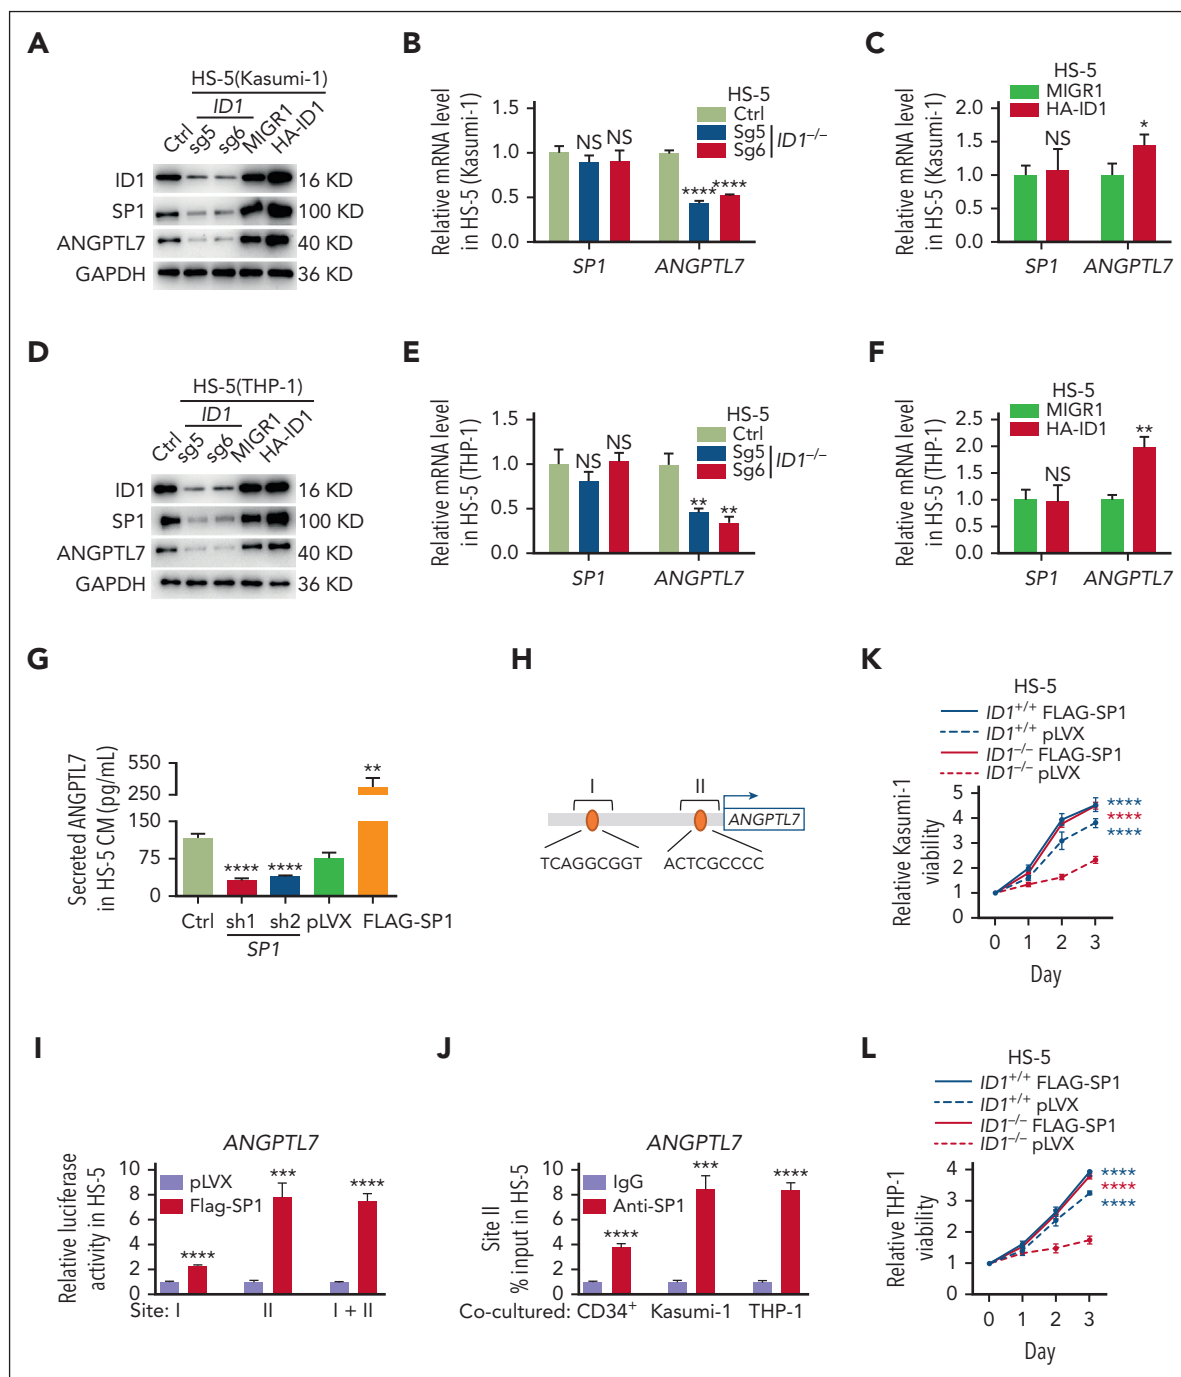 A
HS-5(Kasumi-1)
ID1
Ctrl sg5 sg6 MIGR1 HA-ID1
ID1 16 KD
SP1 100 KD
ANGPTL7 40 KD
GAPDH 36 KD
B
Relative mRNA level
in HS-5 (Kasumi-1)
1.5
1.0
0.5
0.0
NS NS
**** ****
SP1 ANGPTL7
HS-5
Ctrl
Sg5
Sg6
ID1–/–
C
Relative mRNA level
in HS-5 (Kasumi-1)
HS-5
MIGR1
HA-ID1
2.0
1.5
1.0
0.5
0.0
NS
*
SP1 ANGPTL7
D
HS-5(THP-1)
ID1
Ctrl sg5 sg6 MIGR1 HA-ID1
ID1 16 KD
SP1 100 KD
ANGPTL7 40 KD
GAPDH 36 KD
E
Relative mRNA level
in HS-5 (THP-1)
1.5
1.0
0.5
0.0
NS NS
** **
SP1 ANGPTL7
HS-5
Ctrl
Sg5
Sg6
ID1–/–
F
Relative mRNA level
in HS-5 (THP-1)
HS-5
MIGR1
HA-ID1
2.5
2.0
1.5
1.0
0.5
0.0
NS
**
SP1 ANGPTL7
G
Secreted ANGPTL7
in HS-5 CM (pg/mL)
550
250
150
75
0
**** ****
**
Ctrl sh1 sh2 pLVX FLAG-SP1
SP1
H
I II
ANGPTL7
TCAGGCGGT ACTCGCCCC
K
HS-5
ID1+/+ FLAG-SP1
ID1+/+ pLVX
ID1–/– FLAG-SP1
ID1–/– pLVX
Relative Kasumi-1
viability
5
4
3
2
1
0
****
****
****
0 1 2 3
Day
I
ANGPTL7
Relative luciferase
activity in HS-5
pLVX
Flag-SP1
10
8
6
4
2
0
****
***
****
Site: I II I + II
J
ANGPTL7
Site II
% input in HS-5
IgG
Anti-SP1
10
8
6
4
2
0
****
***
****
Co-cultured: CD34+ Kasumi-1 THP-1
L
HS-5
ID1+/+ FLAG-SP1
ID1+/+ pLVX
ID1–/– FLAG-SP1
ID1–/– pLVX
Relative THP-1
viability
4
3
2
1
0
****
****
****
0 1 2 3
Day